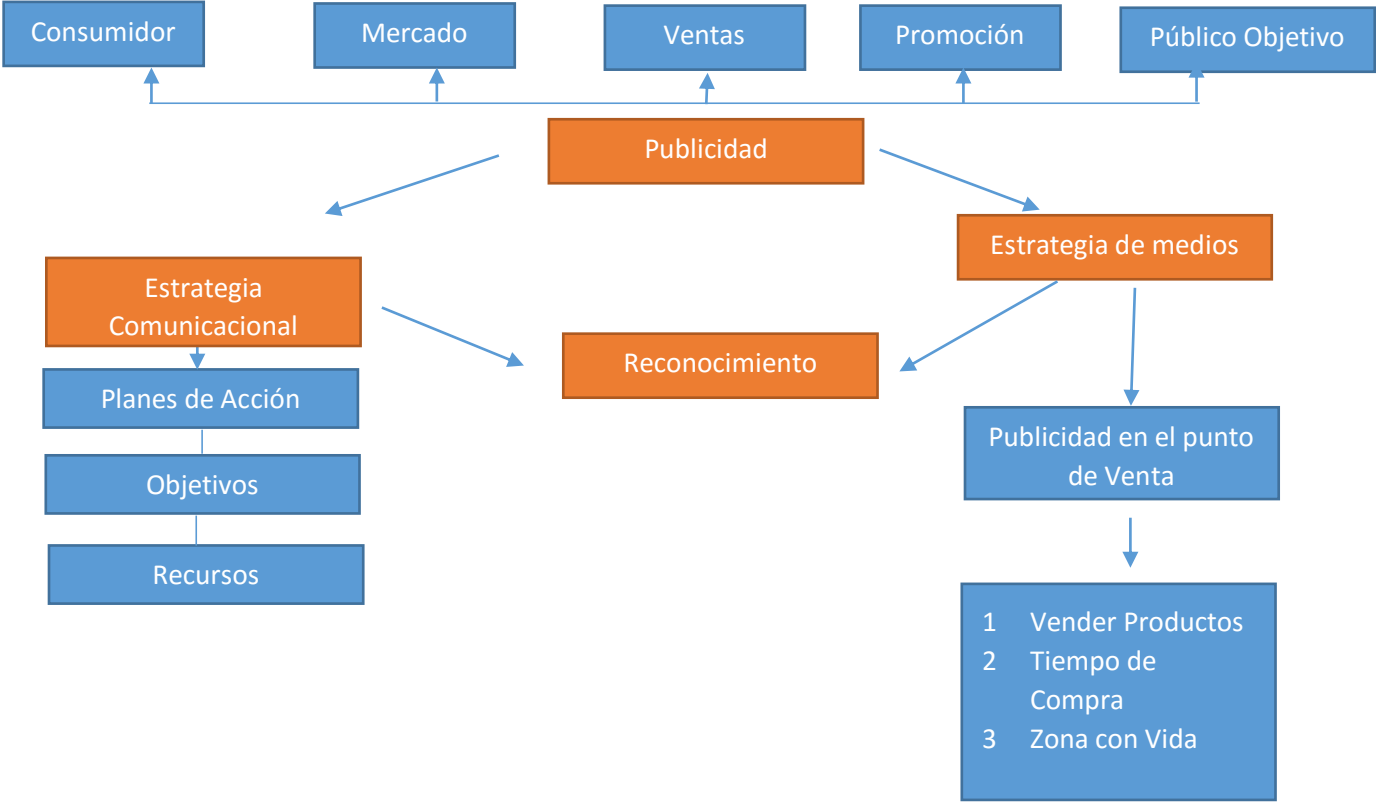 Consumidor
Mercado
Ventas
Promoción
Público Objetivo
Publicidad
Estrategia de medios
Estrategia
Comunicacional
Reconocimiento
Planes de Acción
Objetivos
Recursos
Publicidad en el punto
de Venta
1 Vender Productos
2 Tiempo de
Compra
3 Zona con Vida